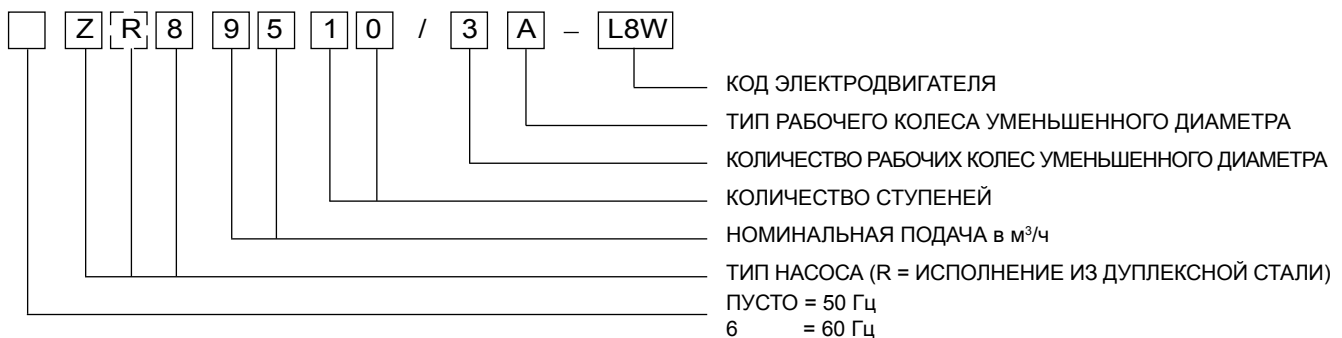 Z R 8 9 5 1 0 / 3 A – L8W
КОД ЭЛЕКТРОДВИГАТЕЛЯ
ТИП РАБОЧЕГО КОЛЕСА УМЕНЬШЕННОГО ДИАМЕТРА
КОЛИЧЕСТВО РАБОЧИХ КОЛЕС УМЕНЬШЕННОГО ДИАМЕТРА
КОЛИЧЕСТВО СТУПЕНЕЙ
НОМИНАЛЬНАЯ ПОДАЧА в м³/ч
ТИП НАСОСА (R = ИСПОЛНЕНИЕ ИЗ ДУПЛЕКСНОЙ СТАЛИ)
ПУСТО = 50 Гц
6 = 60 Гц